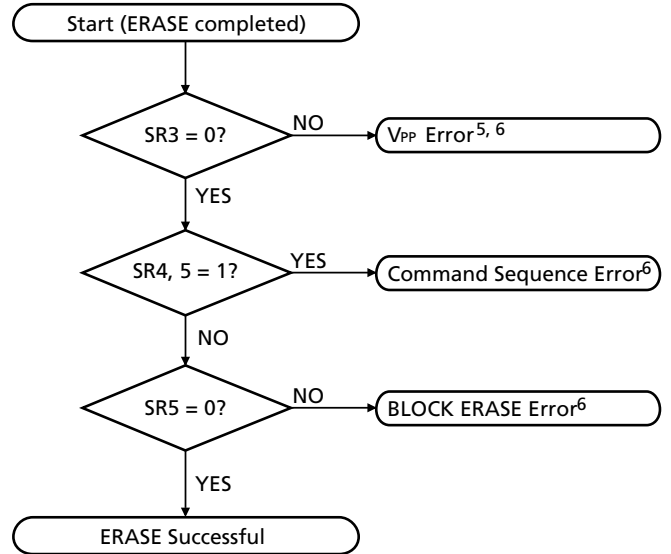 Start (ERASE completed)
SR3 = 0?
NO
VPP Error5, 6
YES
SR4, 5 = 1?
YES
Command Sequence Error6
NO
SR5 = 0?
NO
BLOCK ERASE Error6
YES
ERASE Successful